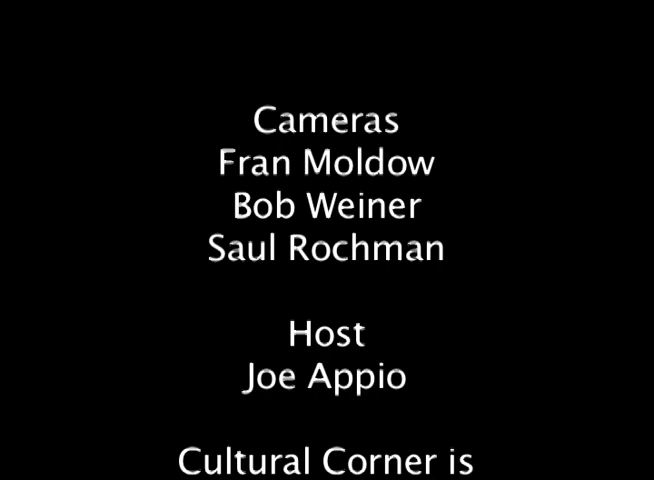 Cameras
Fran Moldow
Bob Weiner
Saul Rochman
Host
Joe Appio
Cultural Corner is